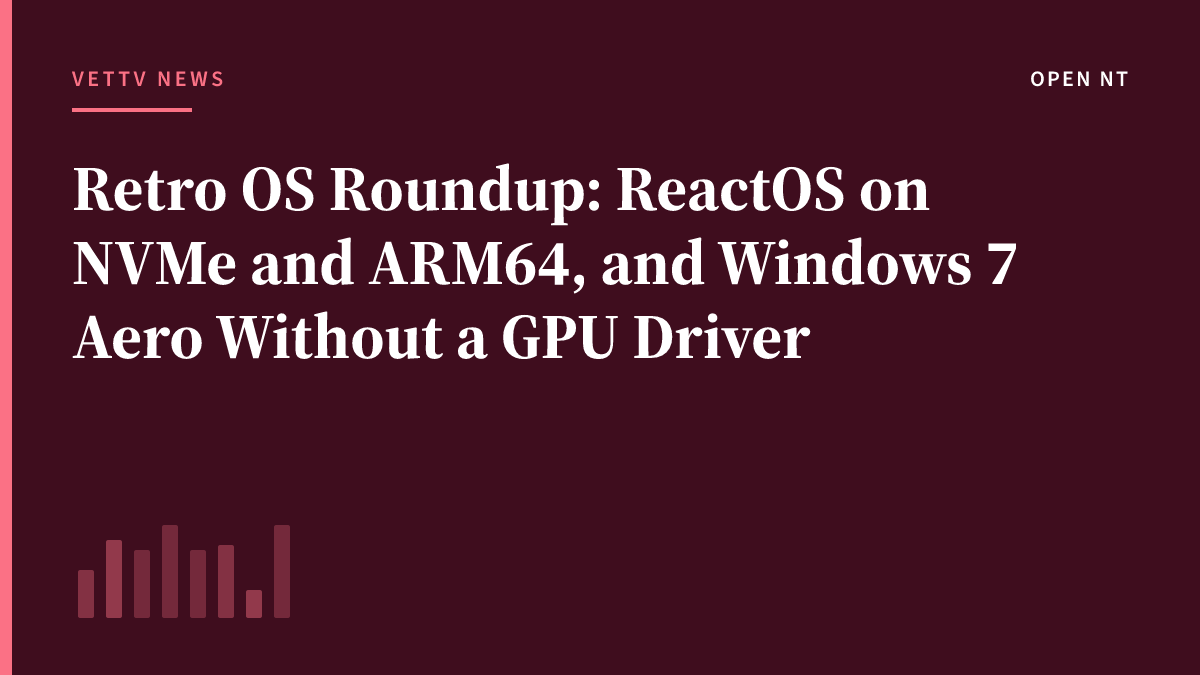 VETTV NEWS
OPEN NT
Retro OS Roundup: ReactOS on
NVMe and ARM64, and Windows 7
Aero Without a GPU Driver